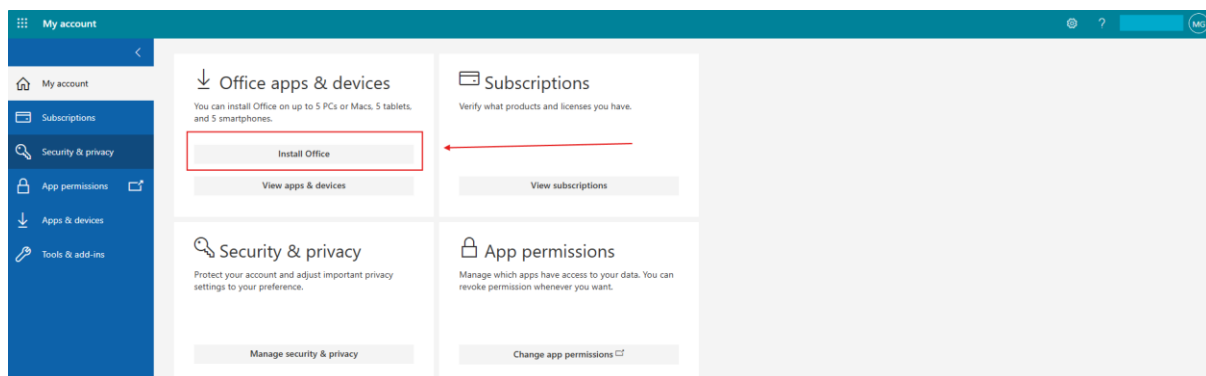 My account
?
MG
My account
Subscriptions
Security & privacy
App permissions
Apps & devices
Tools & add-ins
Office apps & devices
You can install Office on up to 5 PCs or Macs, 5 tablets,
and 5 smartphones.
Install Office
View apps & devices
Subscriptions
Verify what products and licenses you have.
View subscriptions
Security & privacy
Protect your account and adjust important privacy
settings to your preference.
Manage security & privacy
App permissions
Manage which apps have access to your data. You can
revoke permission whenever you want.
Change app permissions